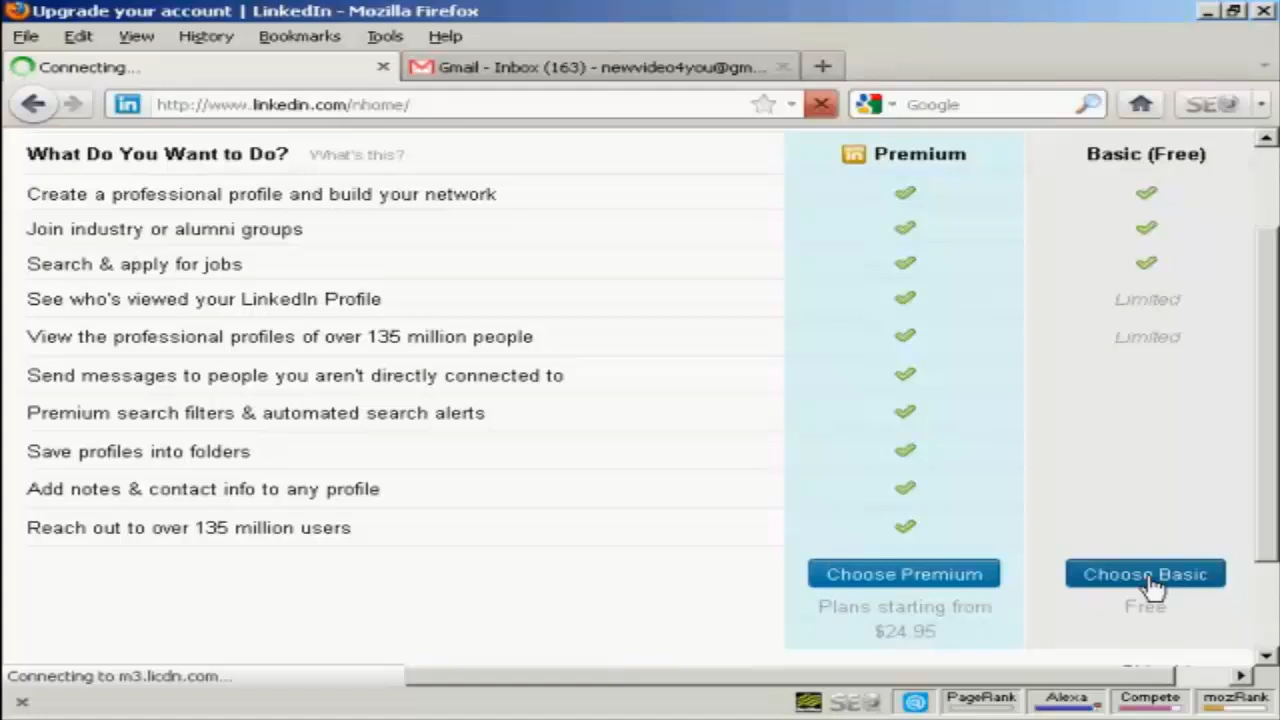 Upgrade your account | LinkedIn - Mozilla Firefox
File Edit View History Bookmarks Tools Help
Connecting... Gmail - Inbox (163) - newvideo4you@gm...
in http://www.linkedin.com/nhome/ Google SEO
What Do You Want to Do? What's this? in Premium Basic (Free)
Create a professional profile and build your network
Join industry or alumni groups
Search & apply for jobs
See who's viewed your LinkedIn Profile Limited
View the professional profiles of over 135 million people Limited
Send messages to people you aren't directly connected to
Premium search filters & automated search alerts
Save profiles into folders
Add notes & contact info to any profile
Reach out to over 135 million users
Choose Premium Choose Basic
Plans starting from Free
$24.95
Connecting to m3.licdn.com...
SEO PageRank Alexa Compete mozRank